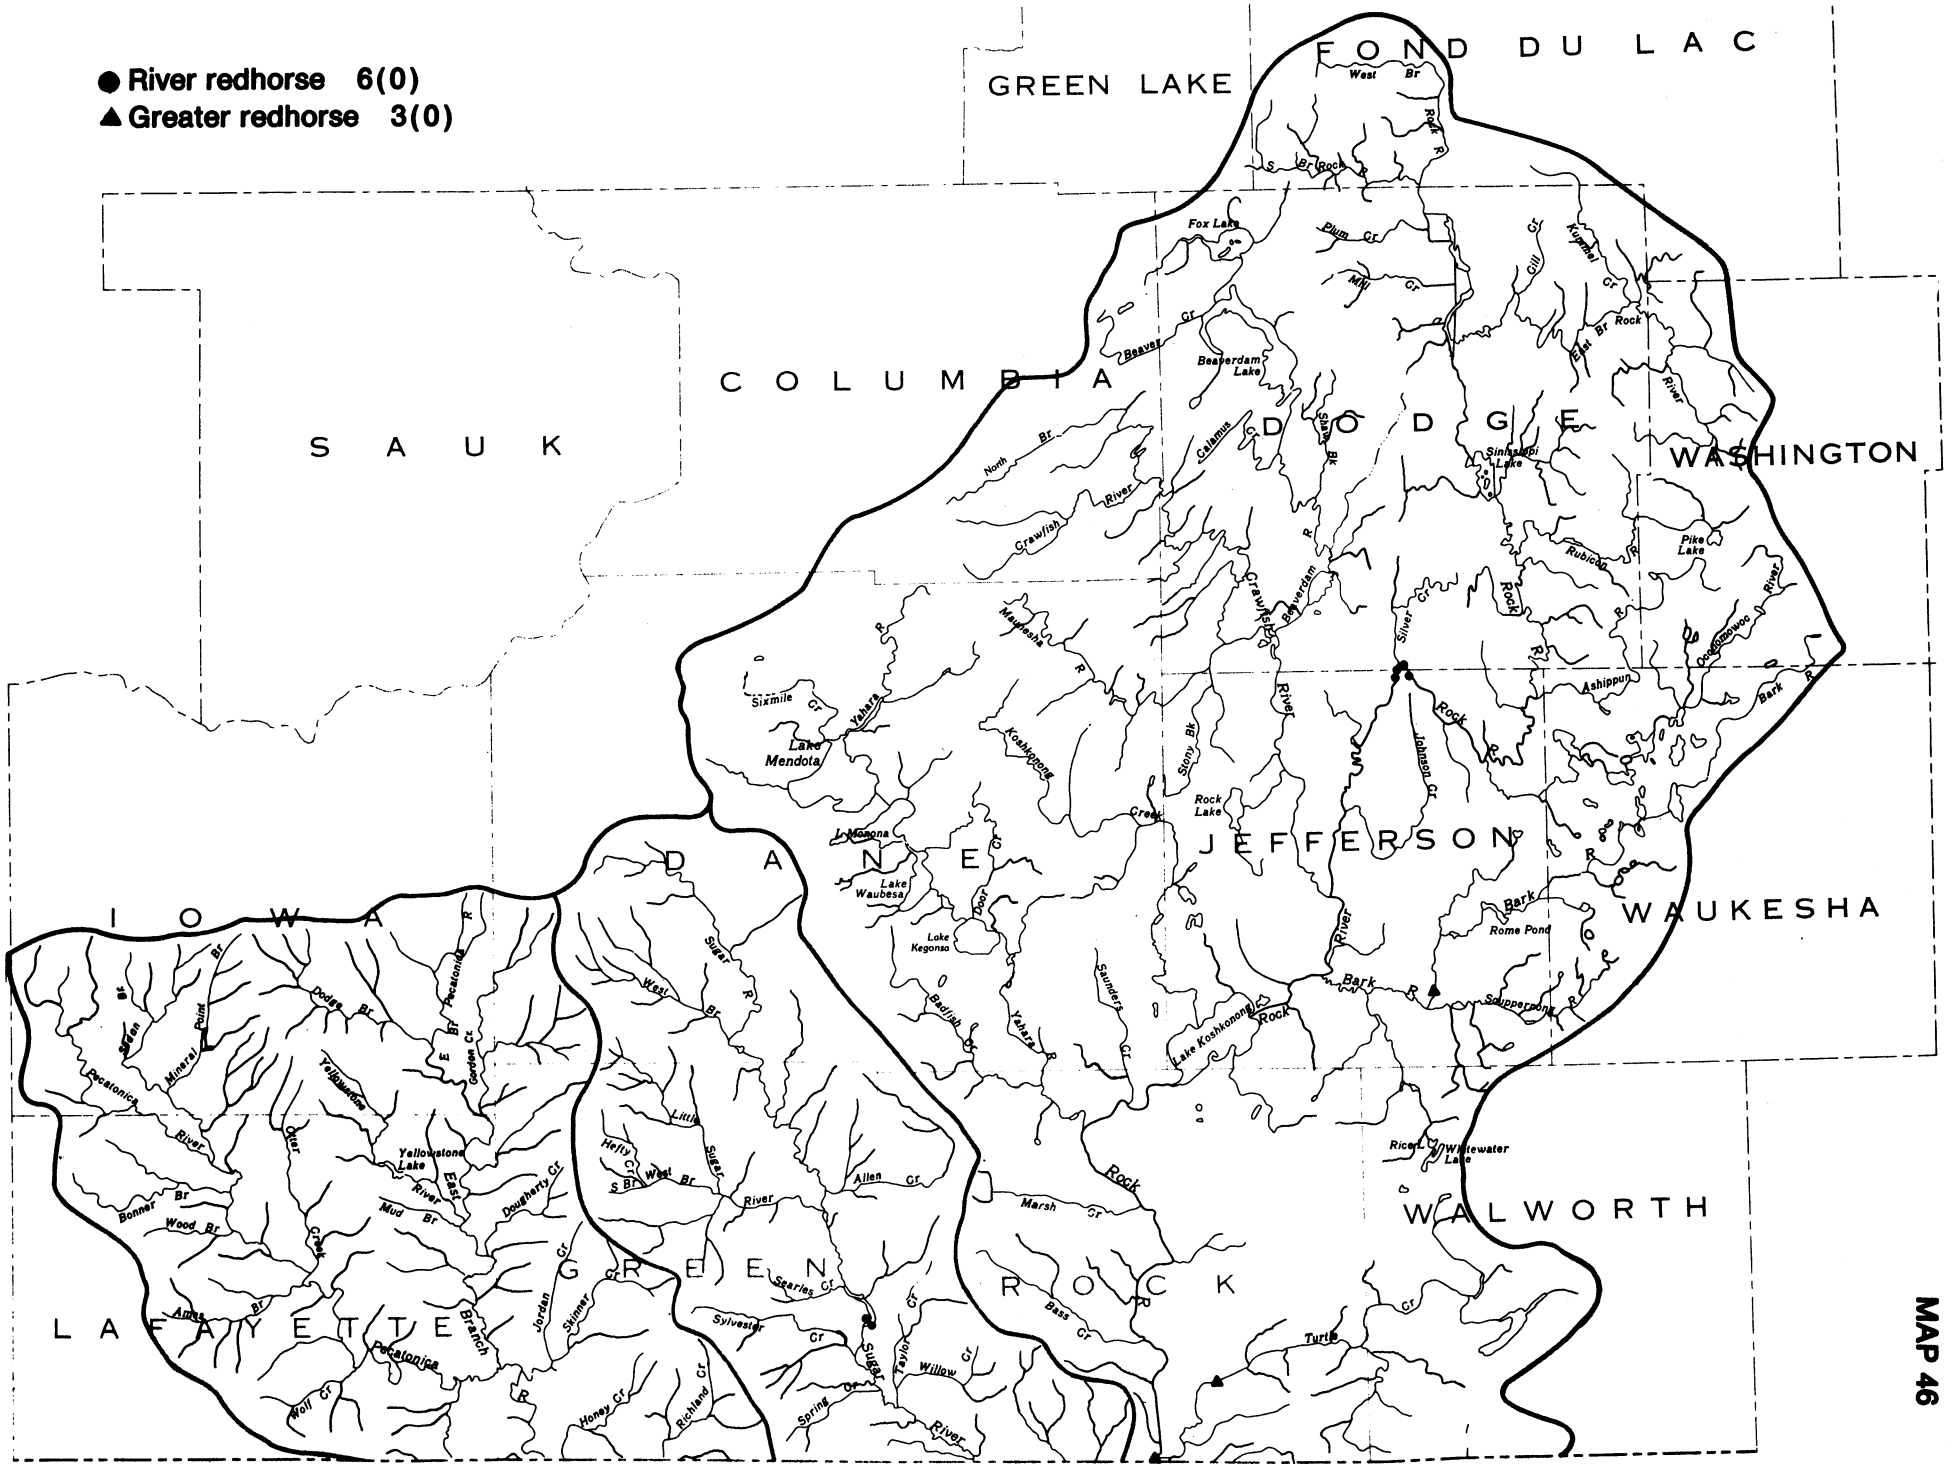 ● River redhorse 6(0)
▲ Greater redhorse 3(0)
FOND DU LAC
GREEN LAKE
West Br
Rock R
S Br Rock R
Fox Lake
Plum Cr
Mill Cr
Gill Cr
Kummel Cr
East Br Rock River
Beaver Cr
Beaverdam Lake
COLUMBIA
SAUK
DODGE
WASHINGTON
North Br
Calamus Cr
Shaw Bk
Sinissippi Lake
Crawfish River
Pike Lake
Rubicon R
Crawfish River
Beaverdam R
Rock R
Silver Cr
Oconomowoc River
Maunesha R
Ashippun R
Bark R
Sixmile Cr
Yahara R
Lake Mendota
Koshkonong Creek
Stony Bk
Johnson Cr
Rock R
Rock Lake
L Monona
JEFFERSON
DANE
Lake Waubesa
Door Cr
Lake Kegonsa
Bark R
Rome Pond
WAUKESHA
IOWA
River
Bark R
Scuppernong R
Lake Koshkonong
Rock
Saunders Cr
Badfish Cr
Yahara R
Sugar R
West Br
Pecatonica R
E Br
Gordon Cr
Dodge Br
Mineral Point Br
Sneen Br
Pecatonica River
Yellowstone River
Yellowstone Lake
Otter Creek
East Branch
Dougherty Cr
Mud Br
Bonner Br
Wood Br
Ames Br
Little Sugar River
Hefty Cr
S Br West Br
Allen Cr
Marsh Cr
Rock R
Rice L
Whitewater Lake
WALWORTH
GREEN
ROCK
LAFAYETTE
Searles Cr
Sylvester Cr
Jordan Cr
Skinner Cr
Bass Cr
Turtle Cr
Sugar River
Taylor Cr
Willow Cr
Spring Cr
Richland Cr
Honey Cr
Wolf Cr
Pecatonica R
MAP 46